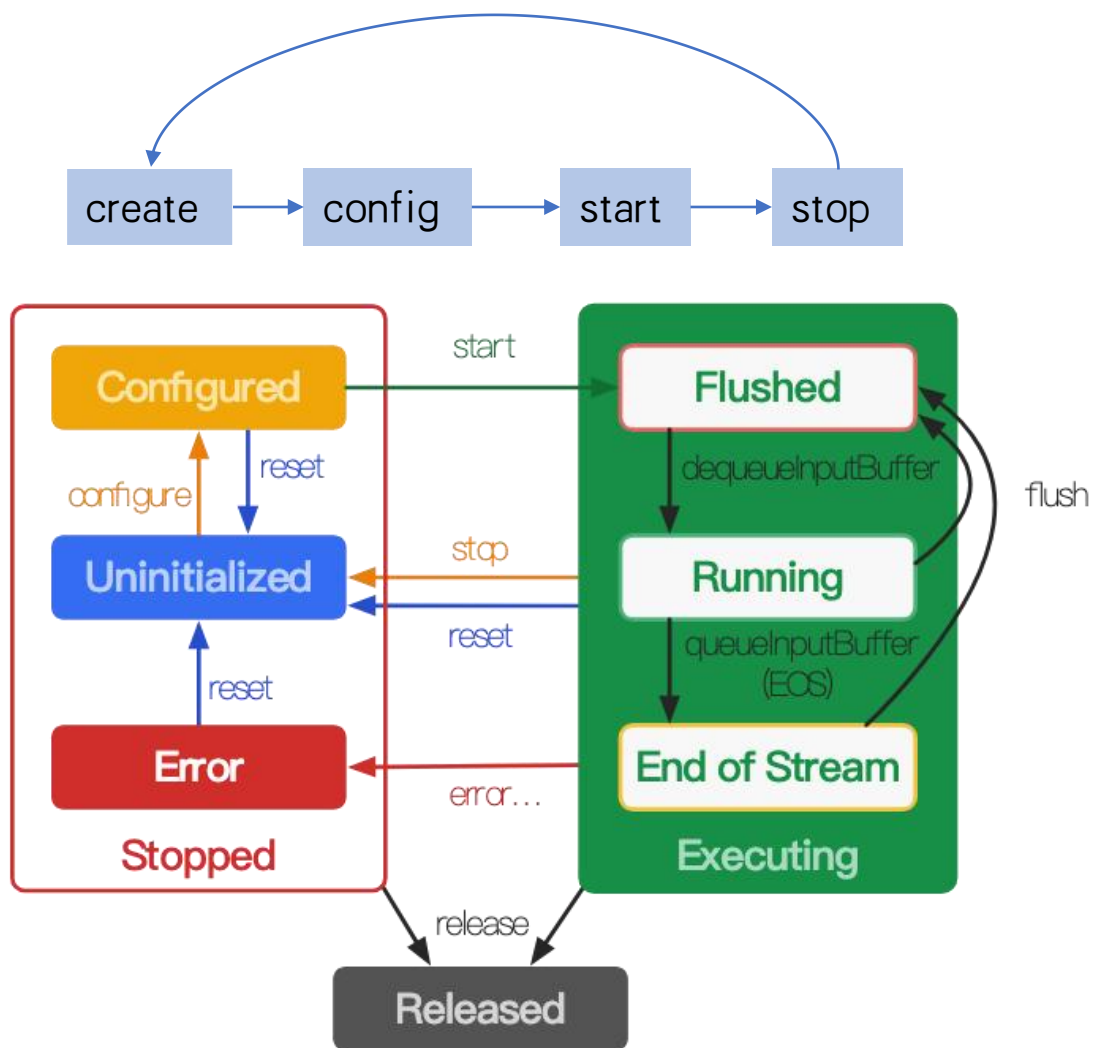 create
config
start
stop
start
Configured
Flushed
reset
dequeueInputBuffer
configure
flush
stop
Uninitialized
Running
reset
queueInputBuffer
(EOS)
reset
Error
End of Stream
error...
Stopped
Executing
release
Released